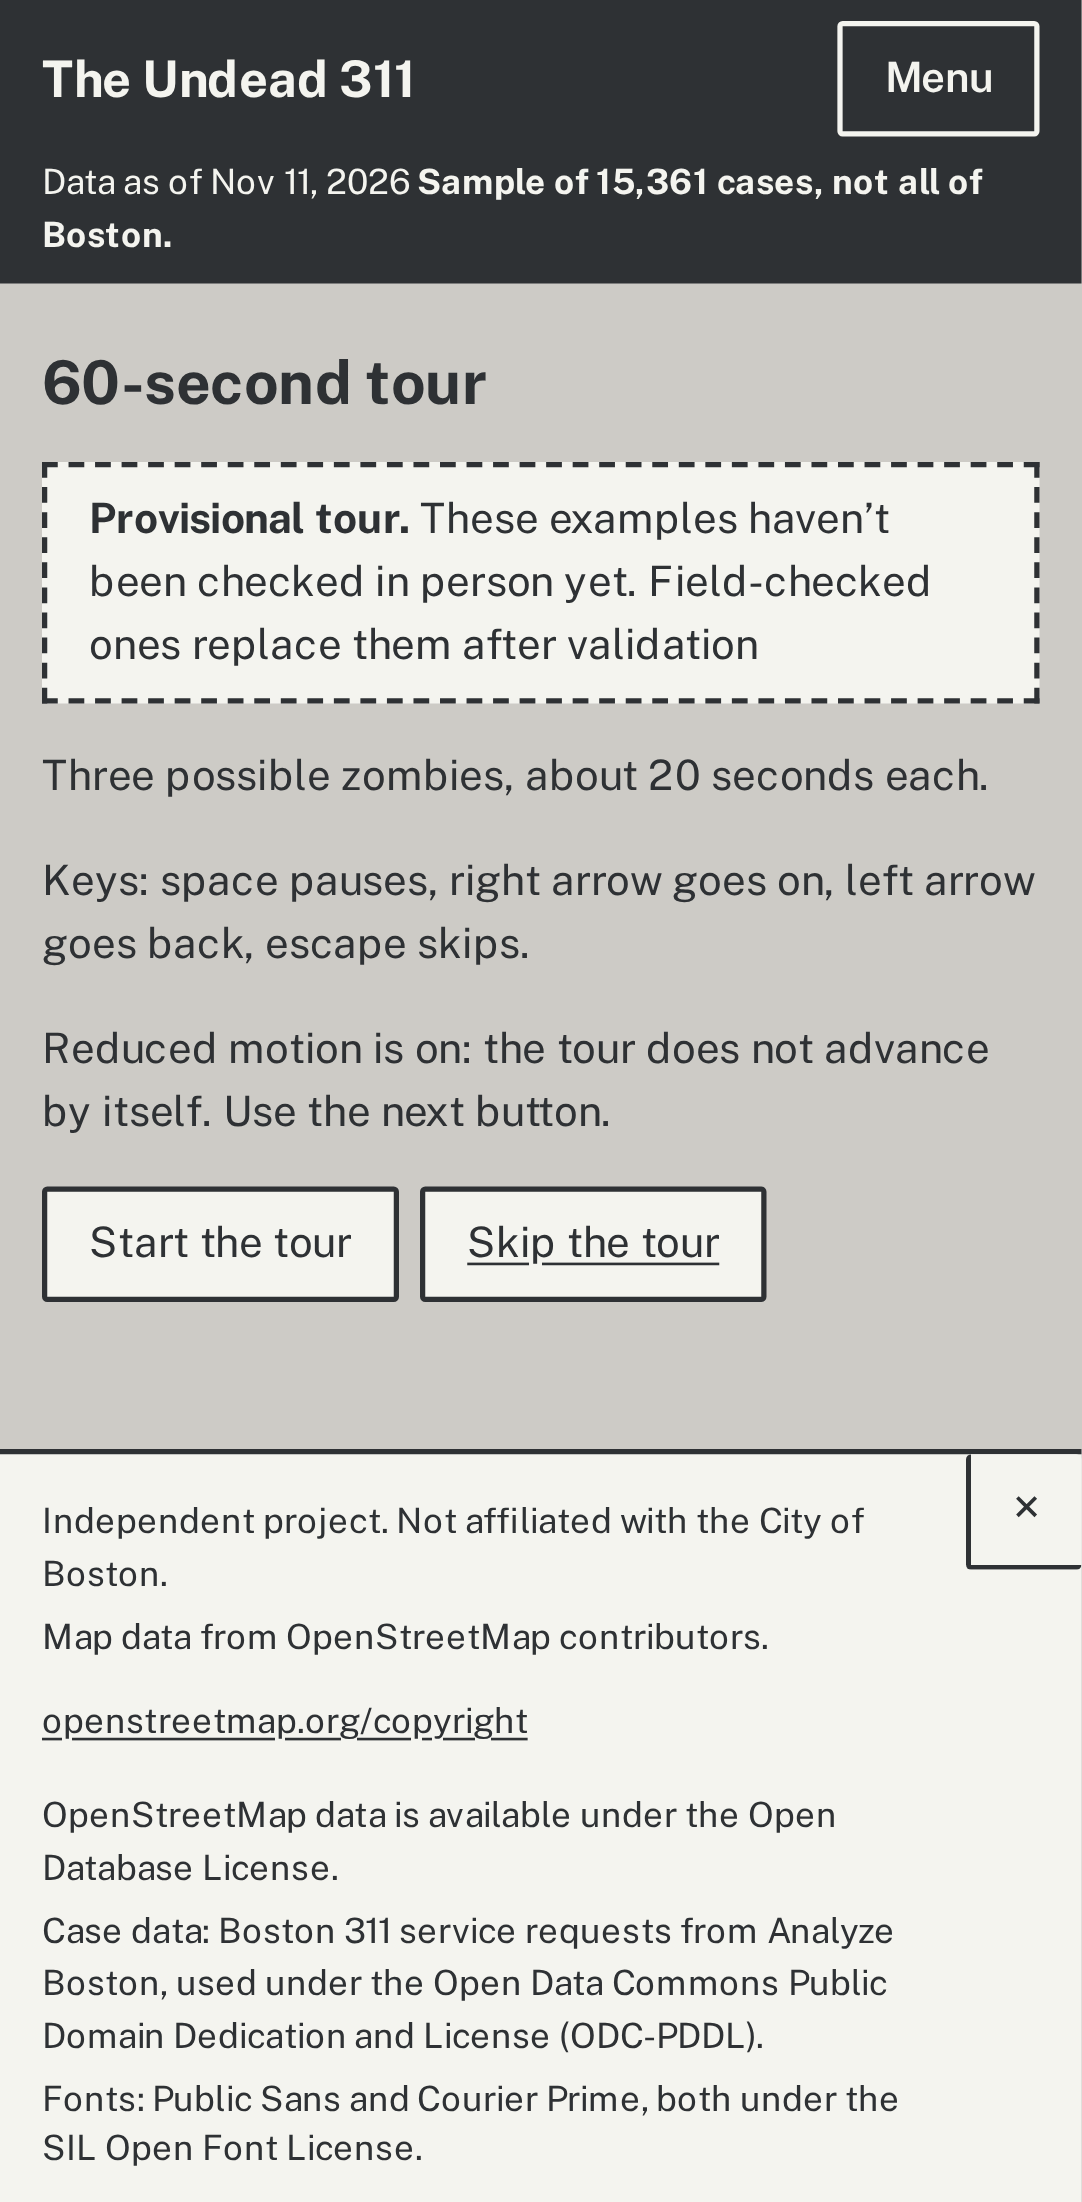 The Undead 311
Menu
Data as of Nov 11, 2026 Sample of 15,361 cases, not all of
Boston.
60-second tour
Provisional tour. These examples haven’t
been checked in person yet. Field-checked
ones replace them after validation
Three possible zombies, about 20 seconds each.
Keys: space pauses, right arrow goes on, left arrow
goes back, escape skips.
Reduced motion is on: the tour does not advance
by itself. Use the next button.
Start the tour
Skip the tour
×
Independent project. Not affiliated with the City of
Boston.
Map data from OpenStreetMap contributors.
openstreetmap.org/copyright
OpenStreetMap data is available under the Open
Database License.
Case data: Boston 311 service requests from Analyze
Boston, used under the Open Data Commons Public
Domain Dedication and License (ODC-PDDL).
Fonts: Public Sans and Courier Prime, both under the
SIL Open Font License.